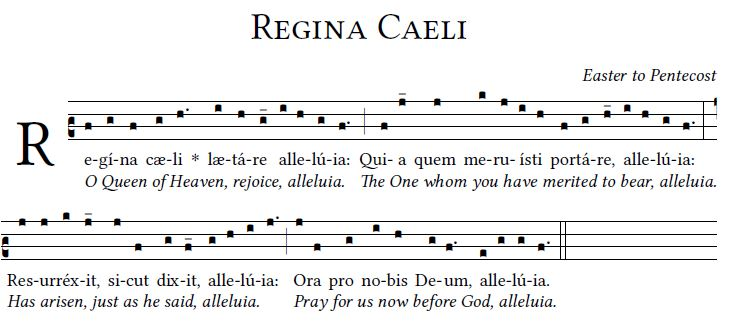 REGINA CAELI
Easter to Pentecost
Re-gí-na cæ-li * læ-tá-re alle-lú-ia: Qui-a quem me-ru-ísti portá-re, alle-lú-ia:
O Queen of Heaven, rejoice, alleluia. The One whom you have merited to bear, alleluia.
Res-urréx-it, si-cut dix-it, alle-lú-ia: Ora pro no-bis De-um, alle-lú-ia.
Has arisen, just as he said, alleluia. Pray for us now before God, alleluia.